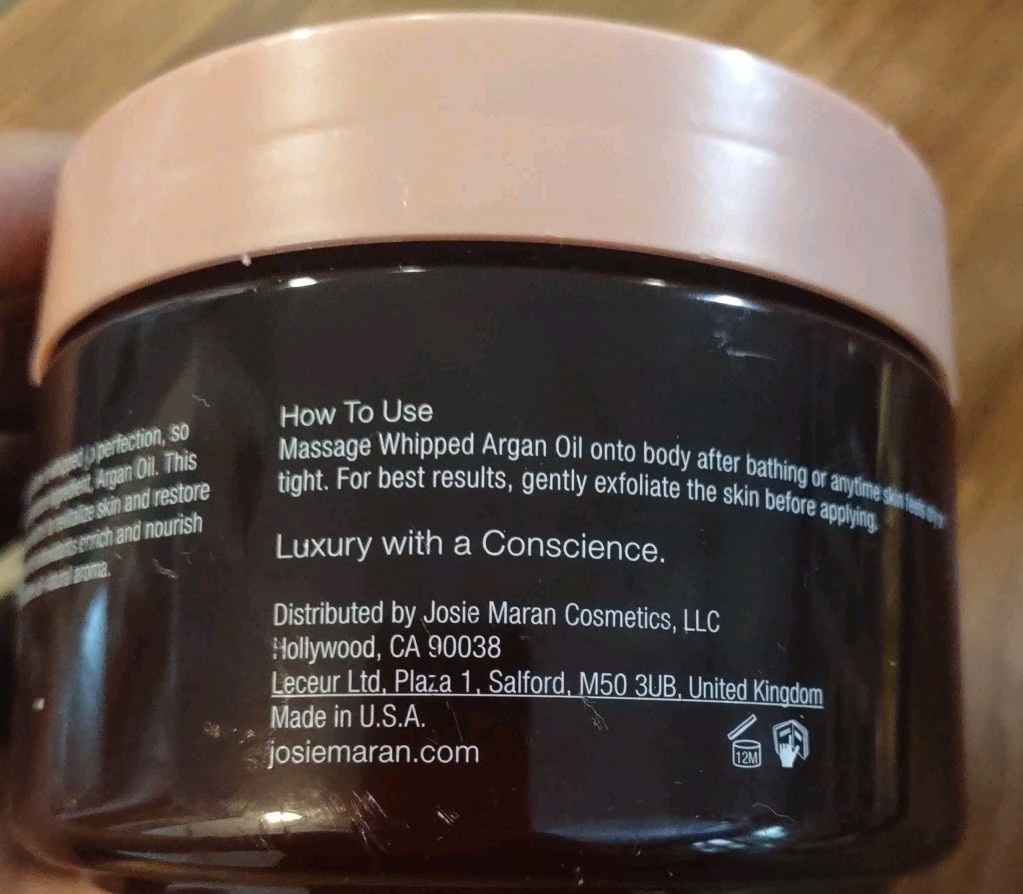 perfection, so
Argan Oil. This
skin and restore
enrich and nourish
natural aroma.
How To Use
Massage Whipped Argan Oil onto body after bathing or anytime skin feels
tight. For best results, gently exfoliate the skin before applying.
Luxury with a Conscience.
Distributed by Josie Maran Cosmetics, LLC
Hollywood, CA 90038
Leceur Ltd, Plaza 1, Salford, M50 3UB, United Kingdom
Made in U.S.A.
josiemaran.com
12M